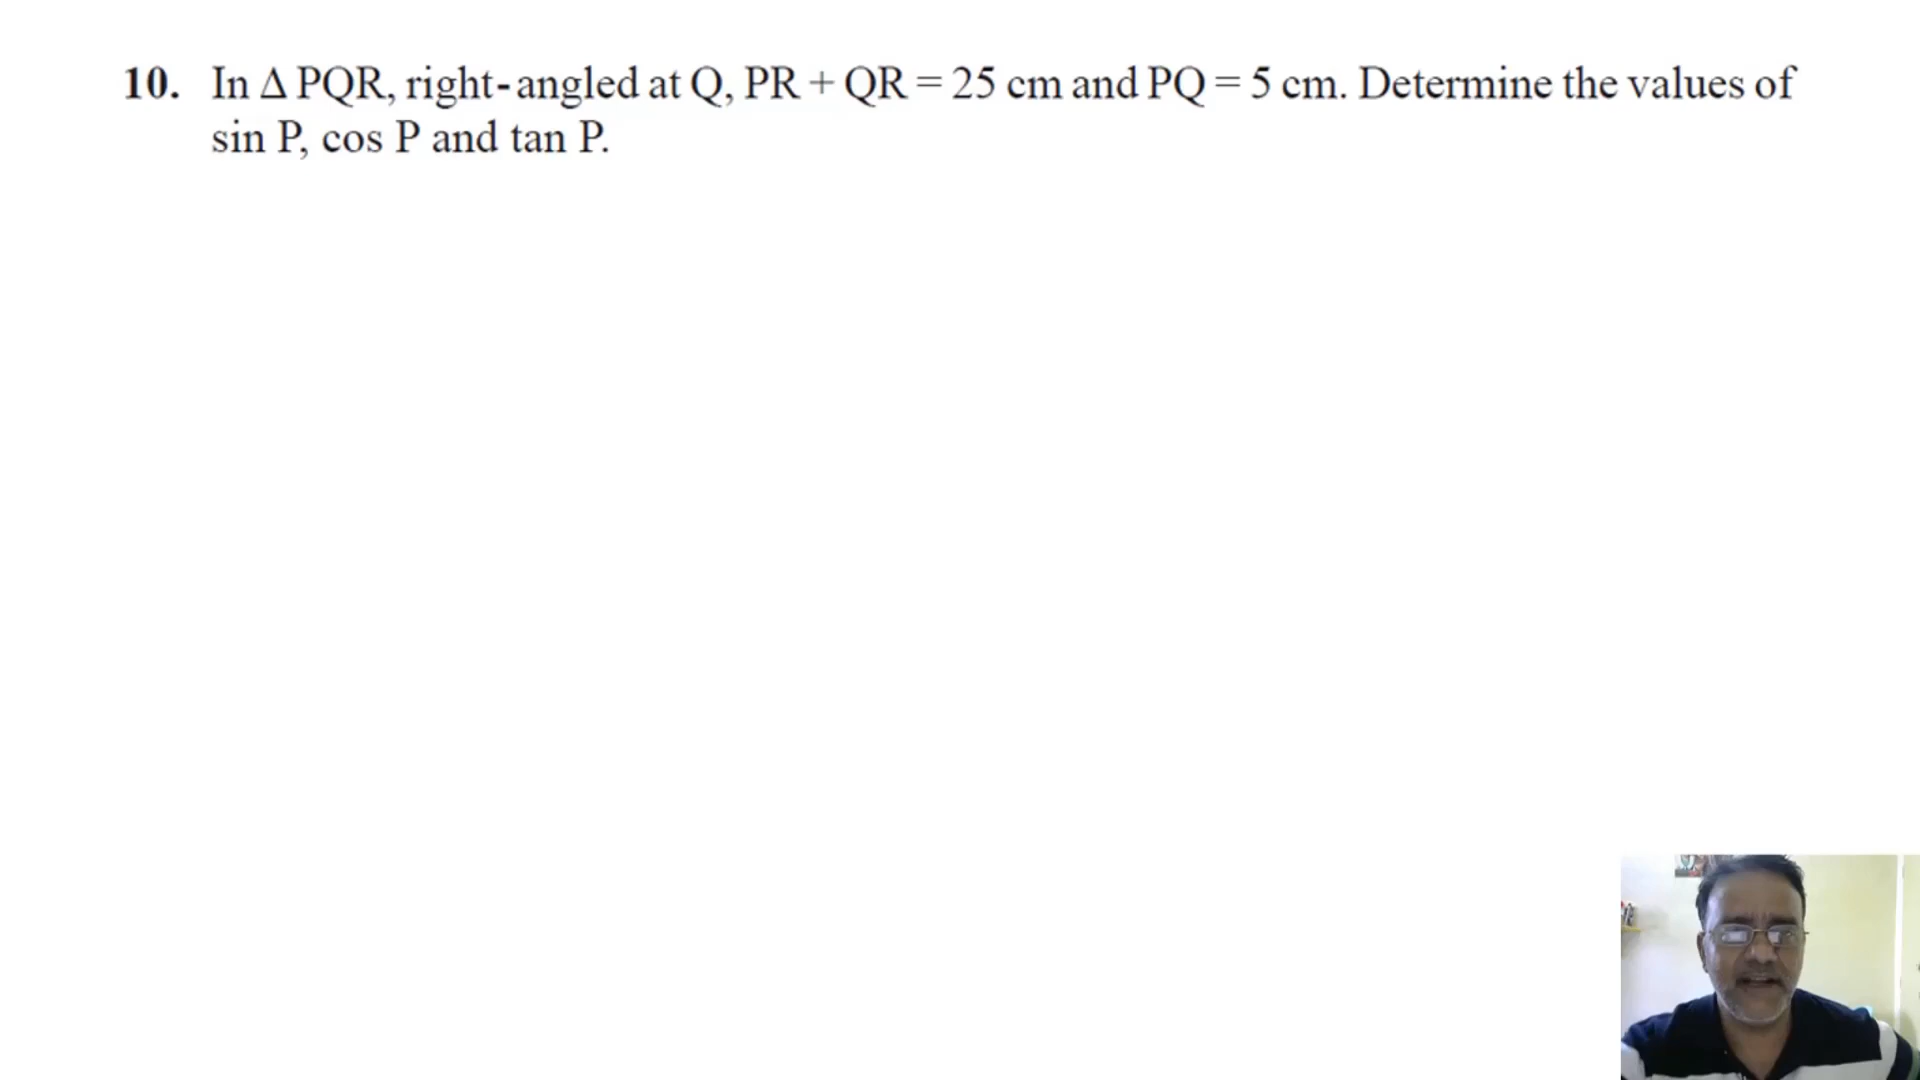 10. In Δ PQR, right-angled at Q, PR + QR = 25 cm and PQ = 5 cm. Determine the values of
sin P, cos P and tan P.